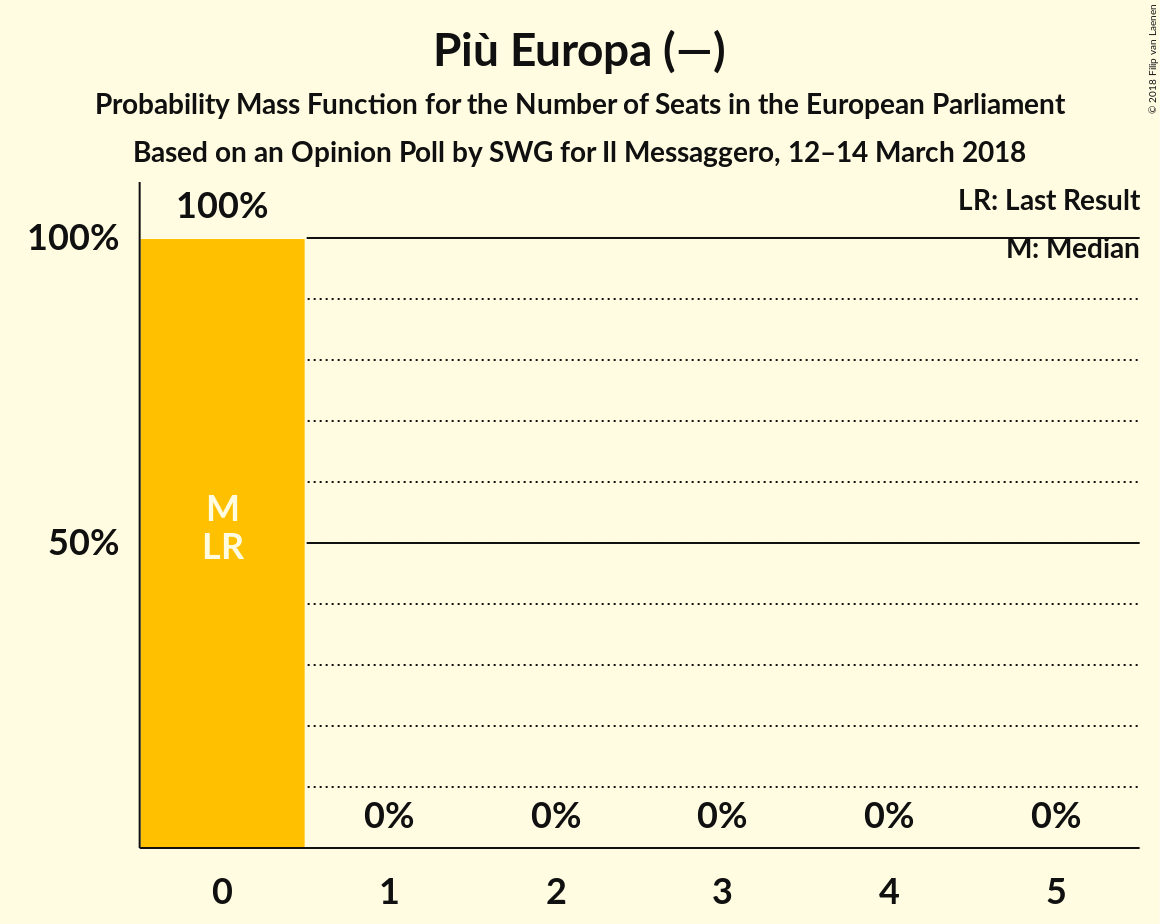 Più Europa (—)
Probability Mass Function for the Number of Seats in the European Parliament
Based on an Opinion Poll by SWG for Il Messaggero, 12–14 March 2018
© 2018 Filip van Laenen
LR: Last Result
M: Median
100%
100%
50%
M
LR
0% 0% 0% 0% 0%
0 1 2 3 4 5